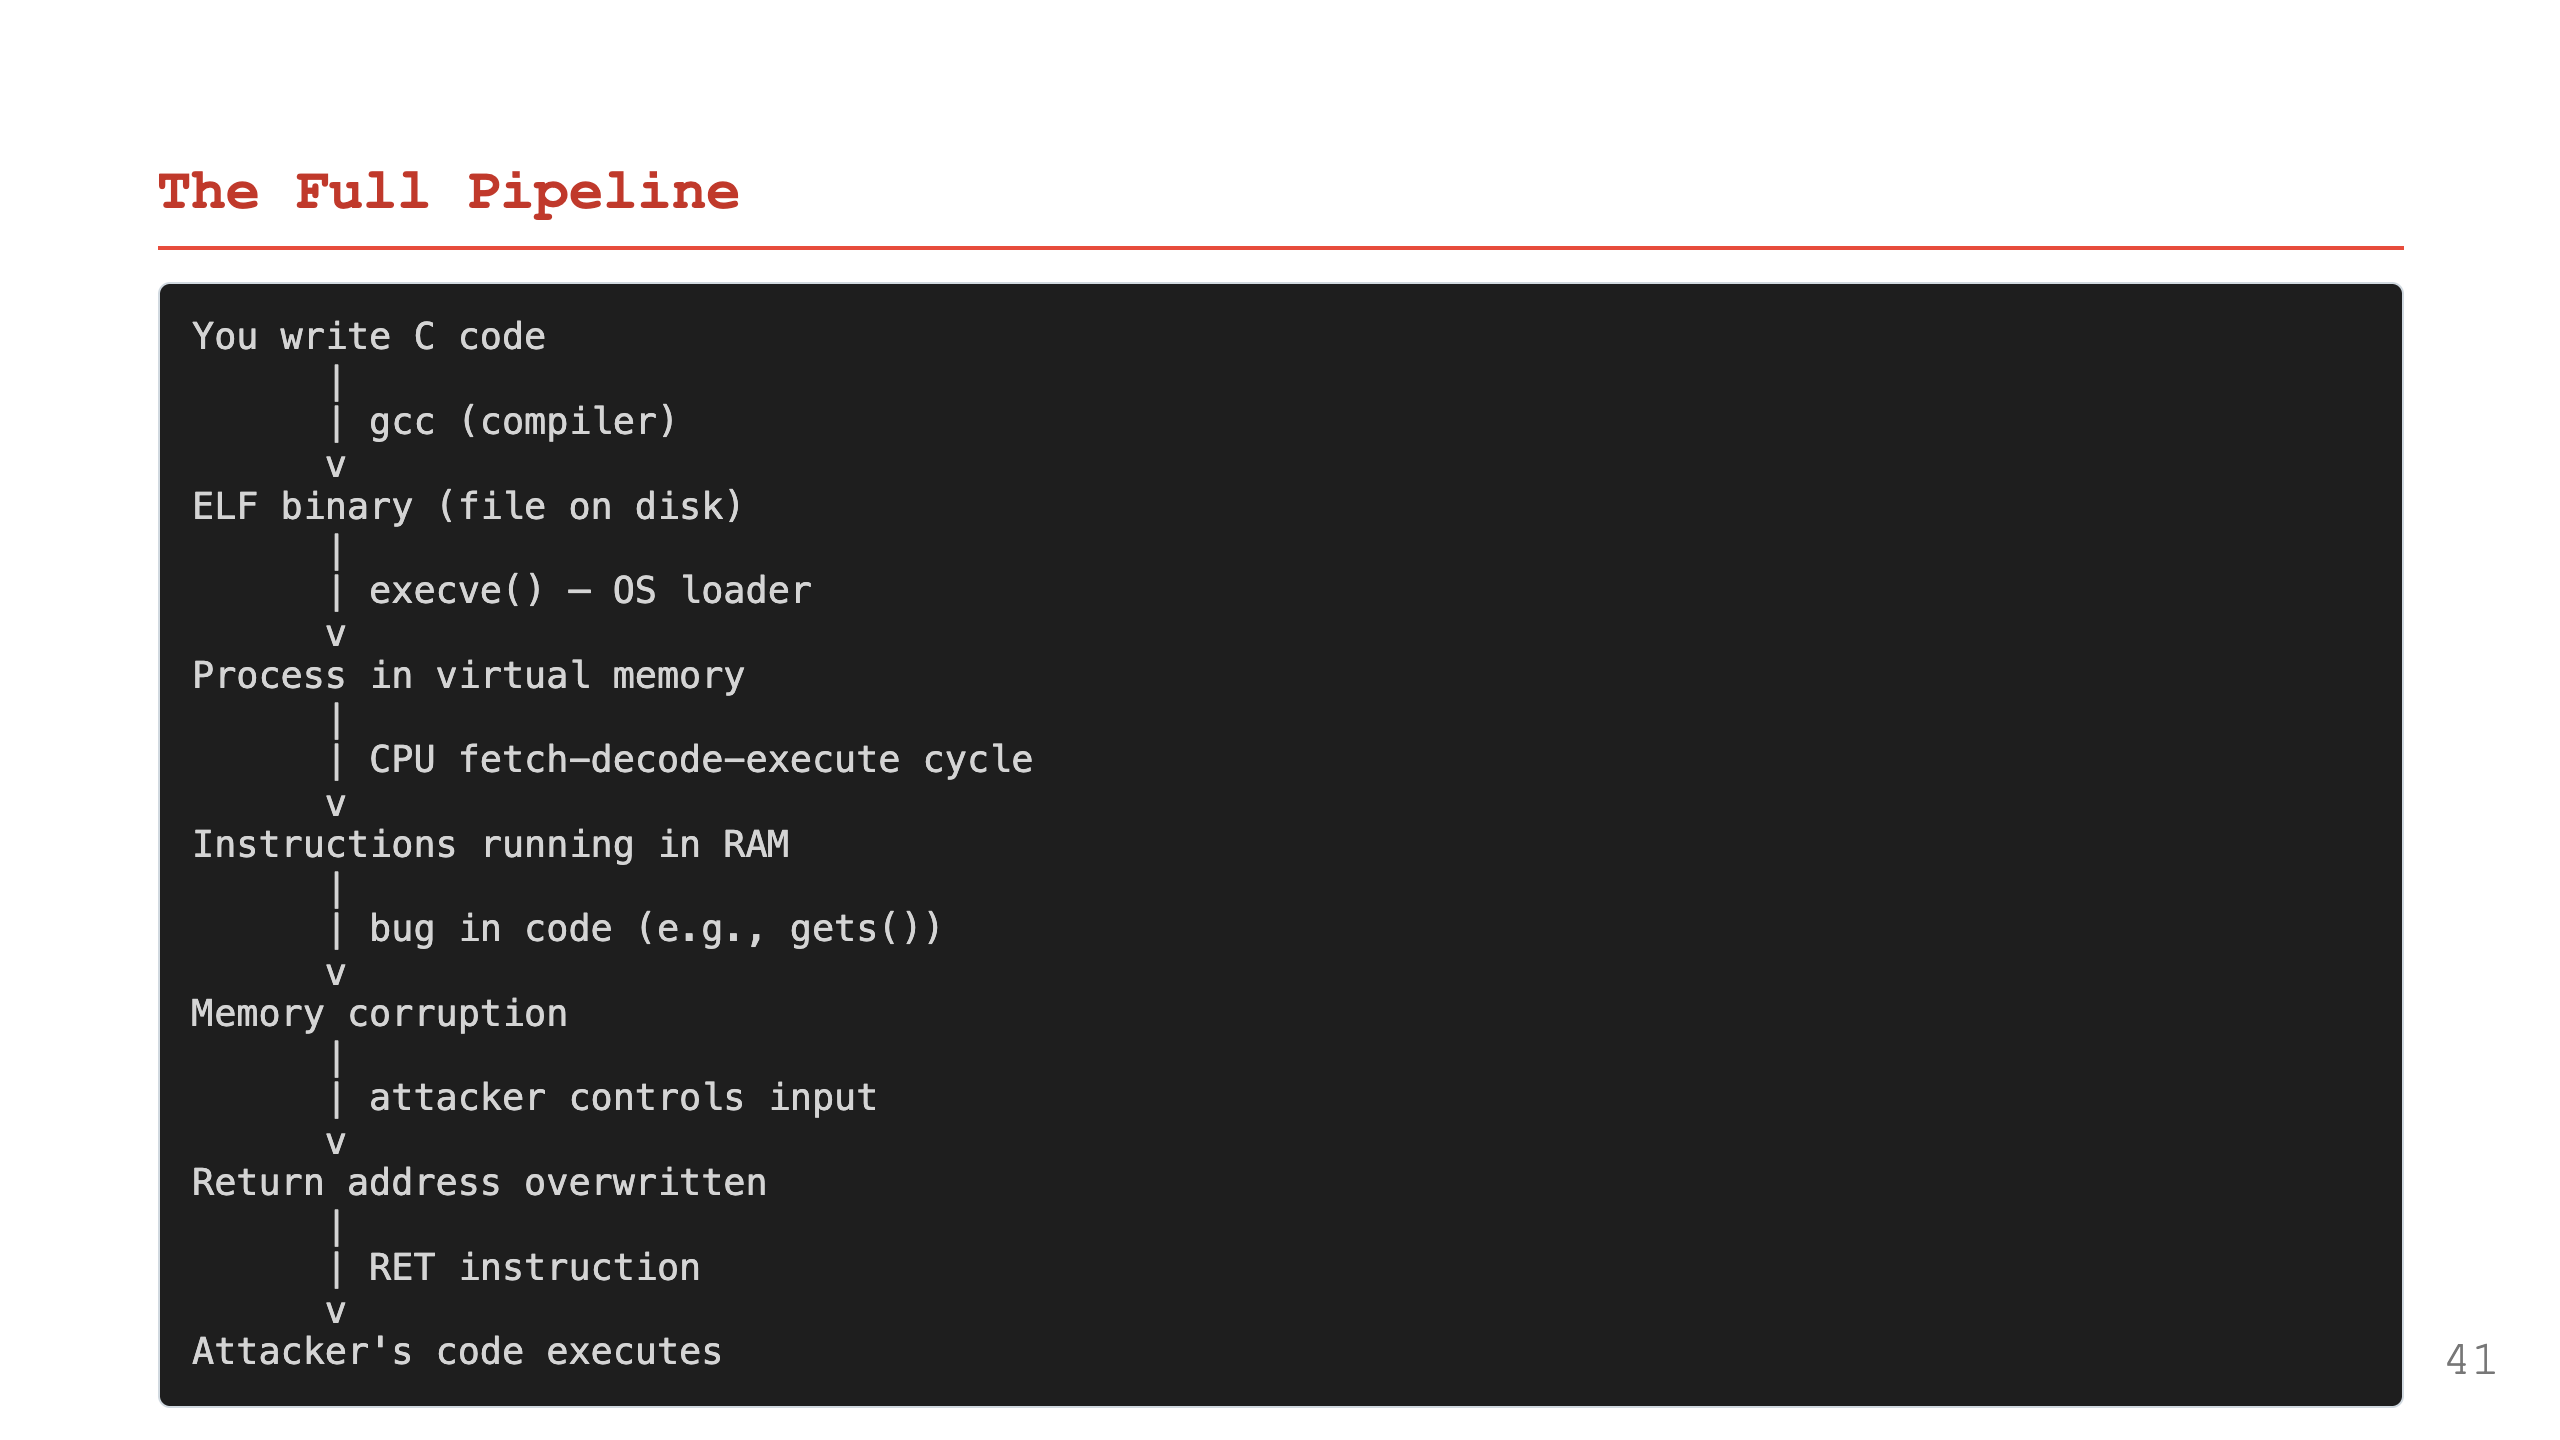 The Full Pipeline
You write C code
|
| gcc (compiler)
v
ELF binary (file on disk)
|
| execve() — OS loader
v
Process in virtual memory
|
| CPU fetch-decode-execute cycle
v
Instructions running in RAM
|
| bug in code (e.g., gets())
v
Memory corruption
|
| attacker controls input
v
Return address overwritten
|
| RET instruction
v
Attacker's code executes
41